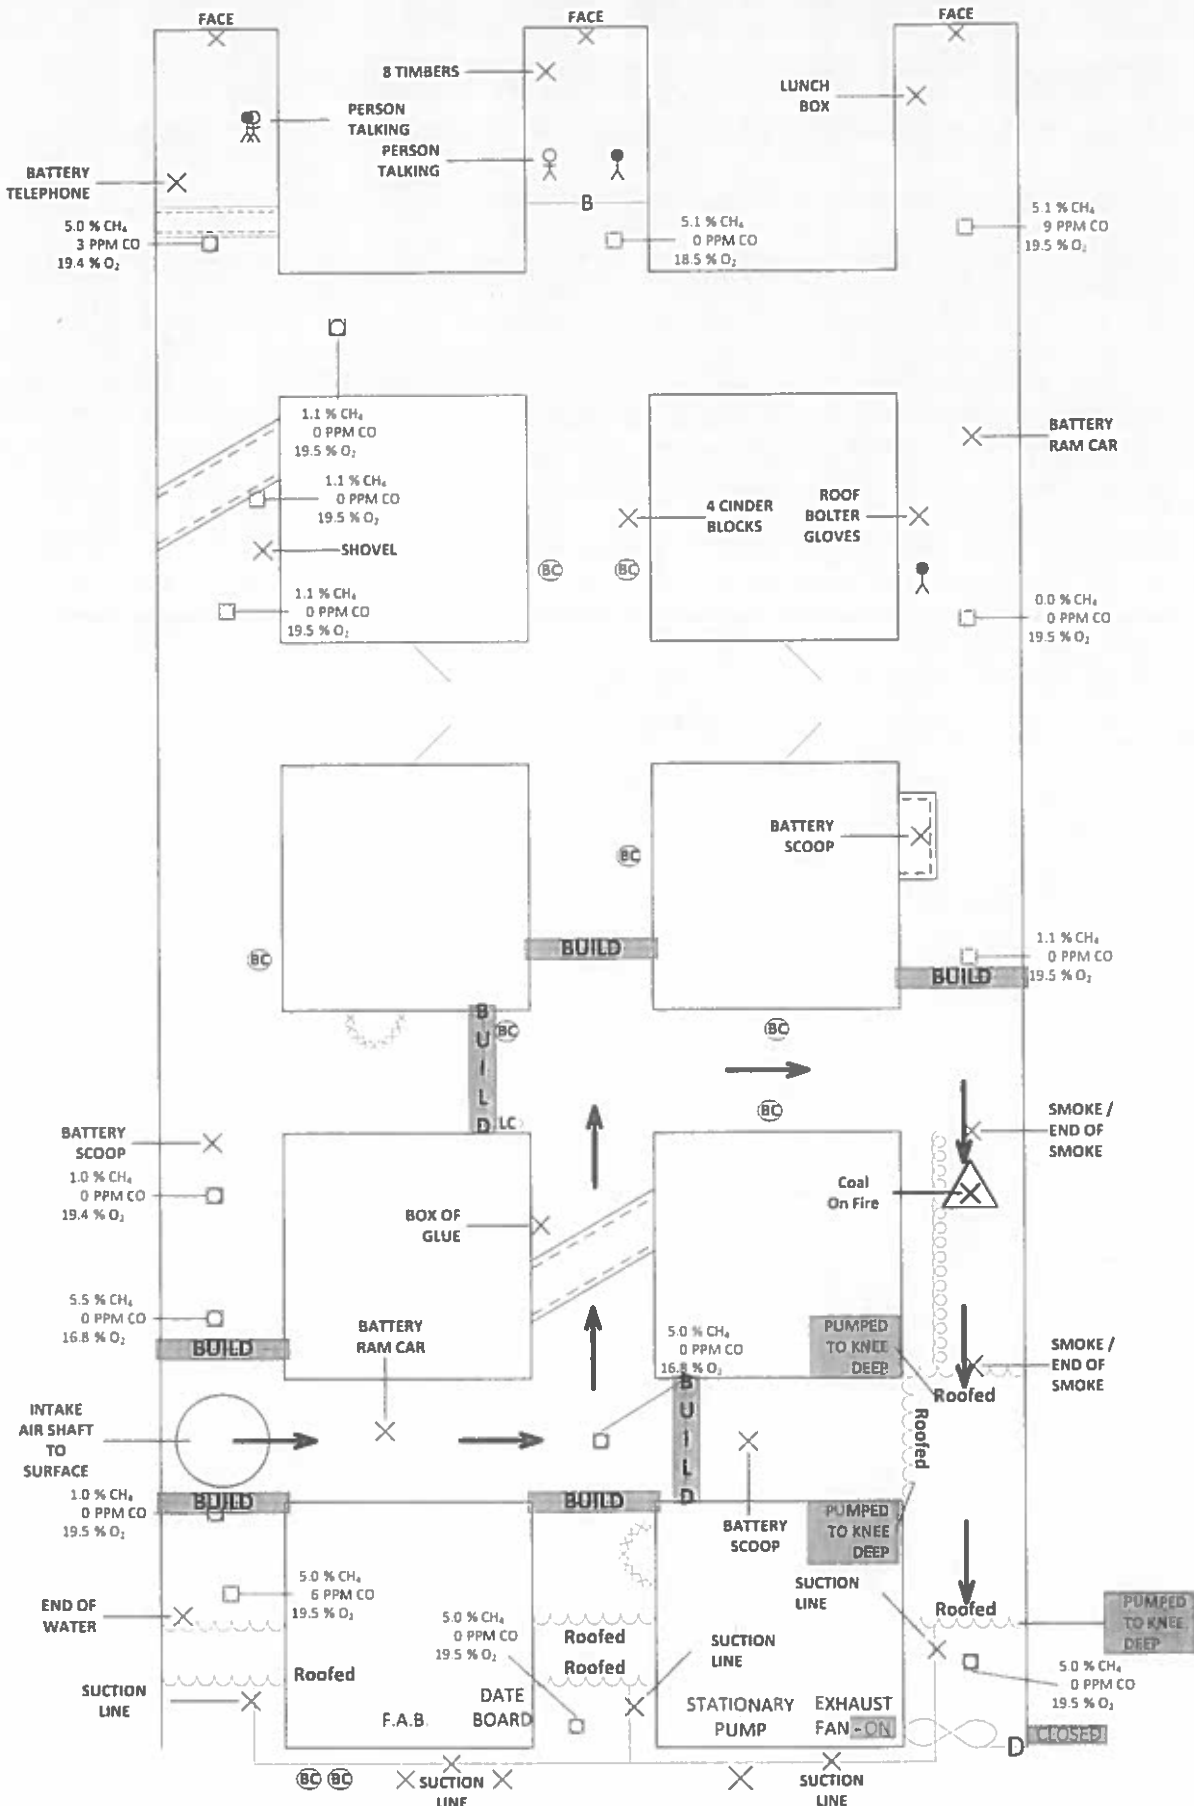 FACE
FACE
FACE
8 TIMBERS
LUNCH
BOX
PERSON
TALKING
PERSON
TALKING
BATTERY
TELEPHONE
B
5.0 % CH₄
3 PPM CO
19.4 % O₂
5.1 % CH₄
0 PPM CO
18.5 % O₂
5.1 % CH₄
9 PPM CO
19.5 % O₂
1.1 % CH₄
0 PPM CO
19.5 % O₂
BATTERY
RAM CAR
1.1 % CH₄
0 PPM CO
19.5 % O₂
4 CINDER
BLOCKS
ROOF
BOLTER
GLOVES
SHOVEL
BC
BC
1.1 % CH₄
0 PPM CO
19.5 % O₂
0.0 % CH₄
0 PPM CO
19.5 % O₂
BATTERY
SCOOP
BC
BUILD
BC
1.1 % CH₄
0 PPM CO
19.5 % O₂
BUILD
BUILD
BC
BC
BC
LC
SMOKE /
END OF
SMOKE
BATTERY
SCOOP
1.0 % CH₄
0 PPM CO
19.4 % O₂
Coal
On Fire
BOX OF
GLUE
5.5 % CH₄
0 PPM CO
16.8 % O₂
BUILD
BATTERY
RAM CAR
5.0 % CH₄
0 PPM CO
16.8 % O₂
PUMPED
TO KNEE
DEEP
SMOKE /
END OF
SMOKE
Roofed
Roofed
BUILD
INTAKE
AIR SHAFT
TO
SURFACE
1.0 % CH₄
0 PPM CO
19.5 % O₂
BUILD
BUILD
BATTERY
SCOOP
PUMPED
TO KNEE
DEEP
SUCTION
LINE
5.0 % CH₄
6 PPM CO
19.5 % O₂
END OF
WATER
5.0 % CH₄
0 PPM CO
19.5 % O₂
Roofed
Roofed
Roofed
PUMPED
TO KNEE
DEEP
SUCTION
LINE
Roofed
5.0 % CH₄
0 PPM CO
19.5 % O₂
SUCTION
LINE
F.A.B.
DATE
BOARD
STATIONARY
PUMP
EXHAUST
FAN - ON
D
CLOSED
BC
BC
SUCTION
LINE
SUCTION
LINE